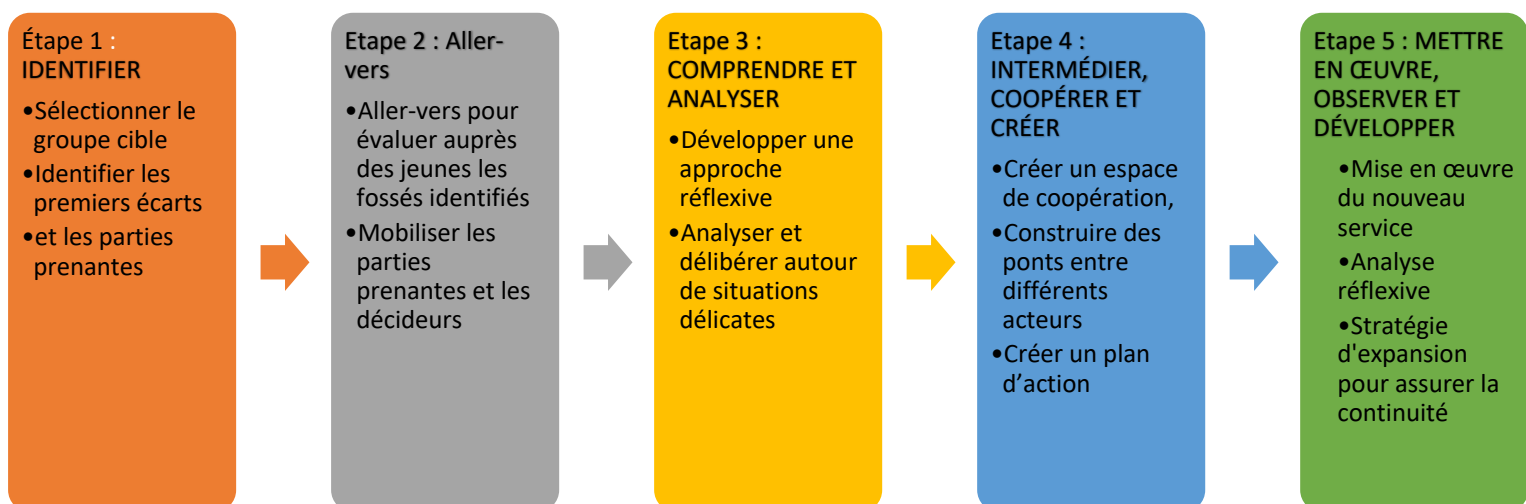 Étape 1 :
IDENTIFIER
•Sélectionner le
groupe cible
•Identifier les
premiers écarts
•et les parties
prenantes
Etape 2 : Aller-
vers
•Aller-vers pour
évaluer auprès
des jeunes les
fossés identifiés
•Mobiliser les
parties
prenantes et les
décideurs
Etape 3 :
COMPRENDRE ET
ANALYSER
•Développer une
approche
réflexive
•Analyser et
délibérer autour
de situations
délicates
Etape 4 :
INTERMÉDIER,
COOPÉRER ET
CRÉER
•Créer un espace
de coopération,
•Construire des
ponts entre
différents
acteurs
•Créer un plan
d’action
Etape 5 : METTRE
EN ŒUVRE,
OBSERVER ET
DÉVELOPPER
•Mise en œuvre
du nouveau
service
•Analyse
réflexive
•Stratégie
d'expansion
pour assurer la
continuité